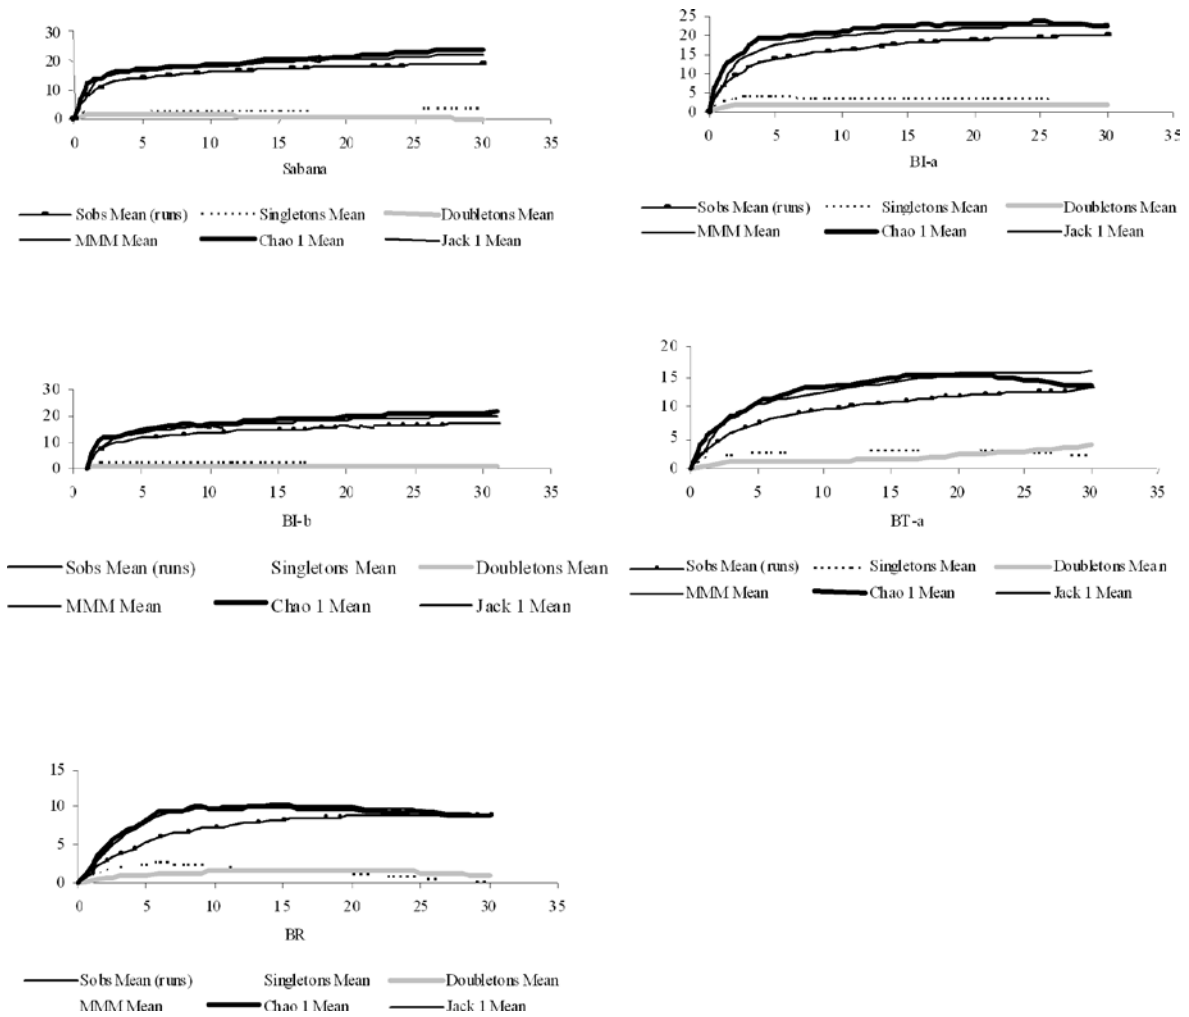 30
20
10
0
0 5 10 15 20 25 30 35
Sabana
Sobs Mean (runs) Singletons Mean Doubletons Mean
MMM Mean Chao 1 Mean Jack 1 Mean
25
20
15
10
5
0
0 5 10 15 20 25 30 35
BI-a
Sobs Mean (runs) Singletons Mean Doubletons Mean
MMM Mean Chao 1 Mean Jack 1 Mean
30
20
10
0
0 5 10 15 20 25 30 35
BI-b
Sobs Mean (runs) Singletons Mean Doubletons Mean
MMM Mean Chao 1 Mean Jack 1 Mean
20
15
10
5
0
0 5 10 15 20 25 30 35
BT-a
Sobs Mean (runs) Singletons Mean Doubletons Mean
MMM Mean Chao 1 Mean Jack 1 Mean
15
10
5
0
0 5 10 15 20 25 30 35
BR
Sobs Mean (runs) Singletons Mean Doubletons Mean
MMM Mean Chao 1 Mean Jack 1 Mean